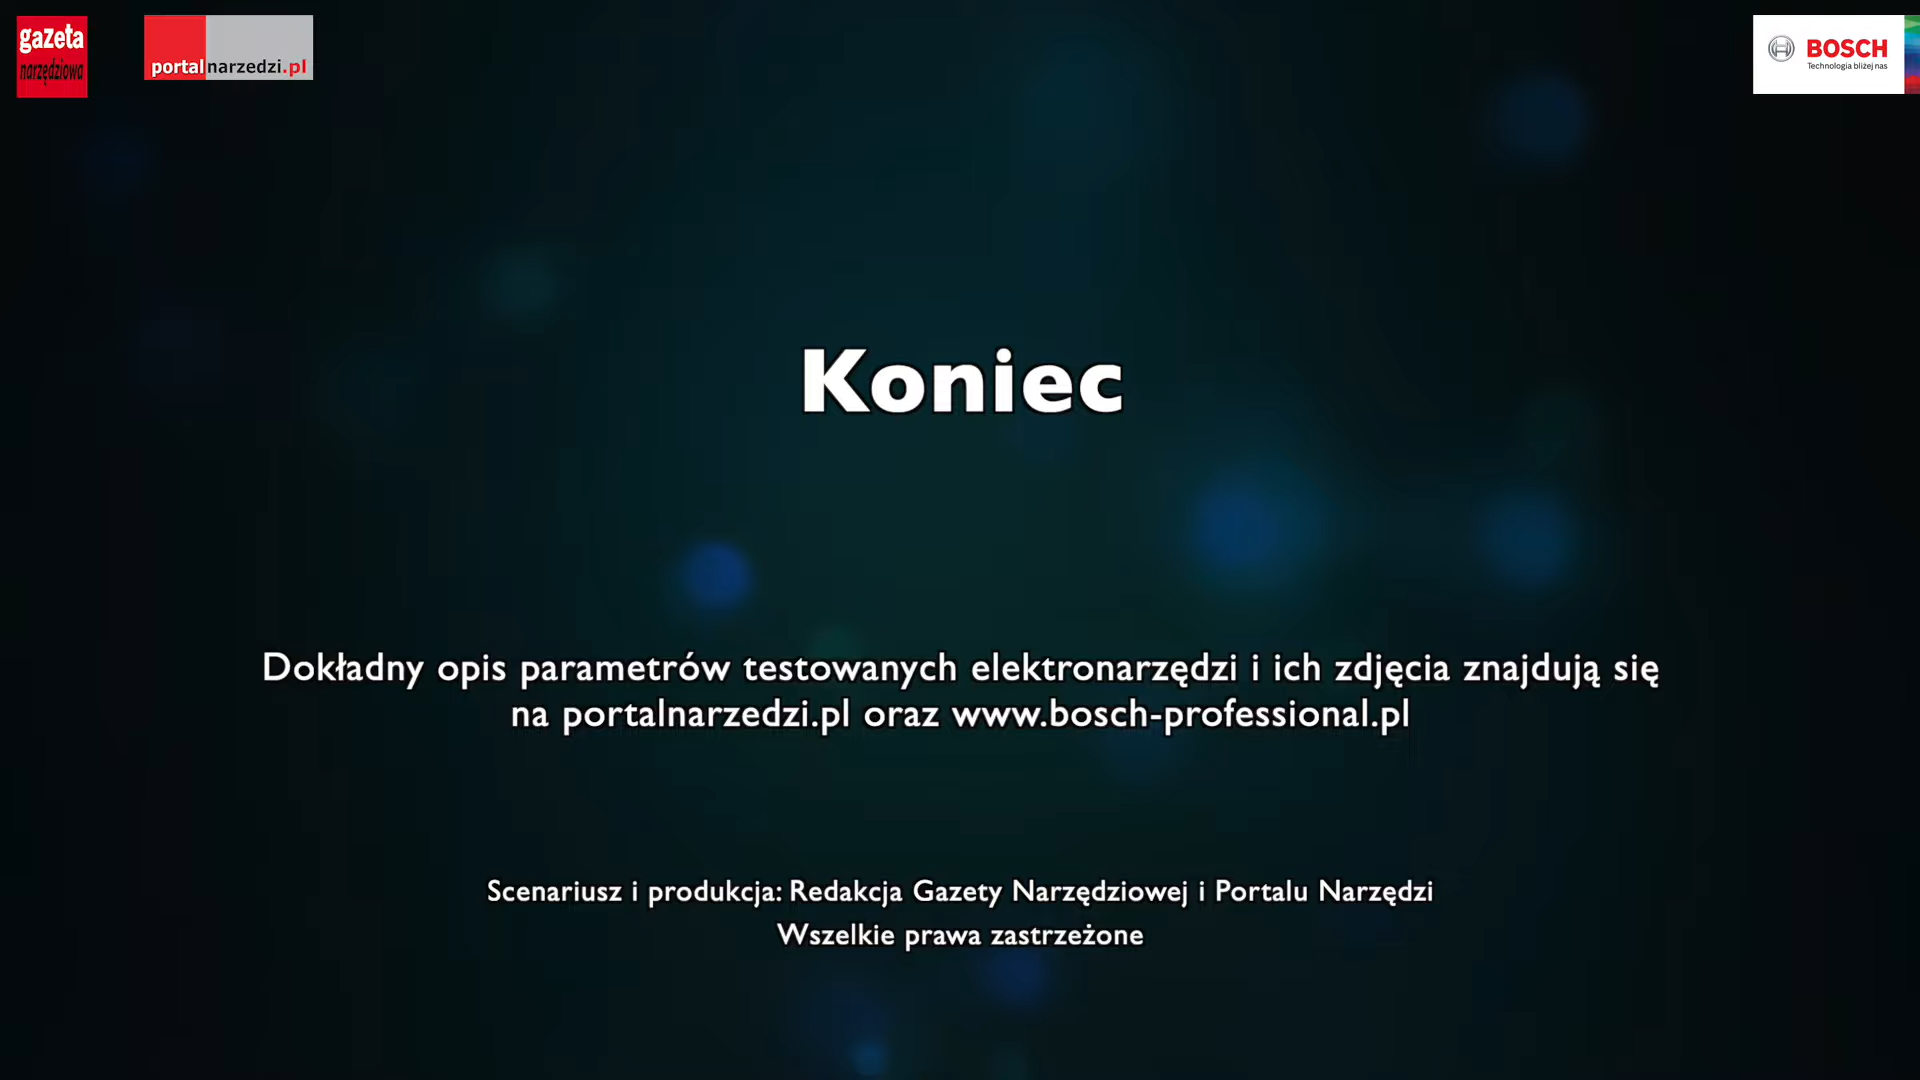 gazeta
narzędziowa
portalnarzedzi.pl
BOSCH
Technologia bliżej nas
Koniec
Dokładny opis parametrów testowanych elektronarzędzi i ich zdjęcia znajdują się
na portalnarzedzi.pl oraz www.bosch-professional.pl
Scenariusz i produkcja: Redakcja Gazety Narzędziowej i Portalu Narzędzi
Wszelkie prawa zastrzeżone